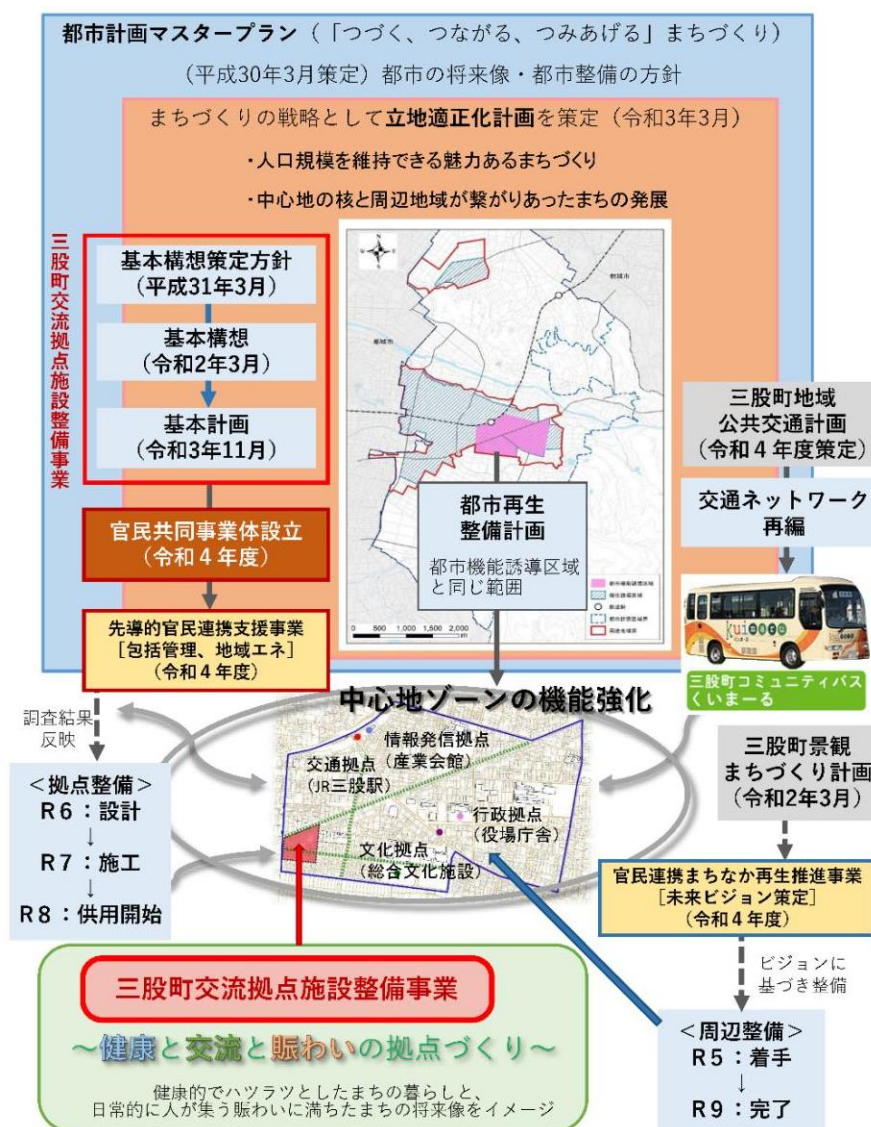 都市計画マスタープラン(「つづく、つながる、つみあげる」まちづくり)
(平成30年3月策定)都市の将来像・都市整備の方針
まちづくりの戦略として立地適正化計画を策定(令和3年3月)
・人口規模を維持できる魅力あるまちづくり
・中心地の核と周辺地域が繋がりあったまちの発展
三股町交流拠点施設整備事業
基本構想策定方針
(平成31年3月)
基本構想
(令和2年3月)
基本計画
(令和3年11月)
官民共同事業体設立
(令和4年度)
先導的官民連携支援事業
[包括管理、地域エネ]
(令和4年度)
都市再生
整備計画
都市機能誘導区域
と同じ範囲
都市機能誘導区域
0 500 1,000 1,500 2,000
三股町地域
公共交通計画
(令和4年度策定)
交通ネットワーク
再編
三股町コミュニティバス
くいまーる
調査結果
反映
中心地ゾーンの機能強化
情報発信拠点
(産業会館)
交通拠点
(JR三股駅)
行政拠点
(役場庁舎)
文化拠点
(総合文化施設)
<拠点整備>
R6:設計
↓
R7:施工
↓
R8:供用開始
三股町景観
まちづくり計画
(令和2年3月)
官民連携まちなか再生推進事業
[未来ビジョン策定]
(令和4年度)
ビジョンに
基づき整備
<周辺整備>
R5:着手
↓
R9:完了
三股町交流拠点施設整備事業
~健康と交流と賑わいの拠点づくり~
健康的でハツラツとしたまちの暮らしと、
日常的に人が集う賑わいに満ちたまちの将来像をイメージ